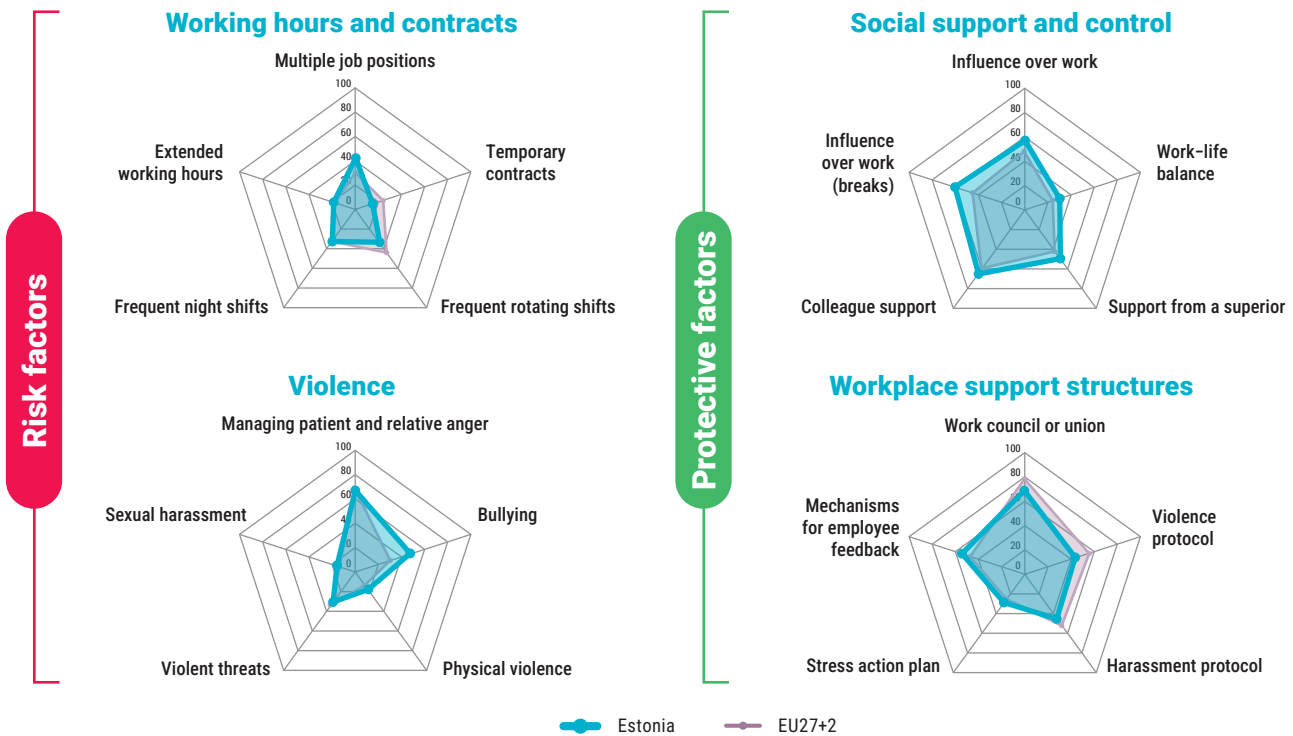 Risk factors
Working hours and contracts
Multiple job positions
100
80
60
40
20
0
Temporary
contracts
Frequent rotating shifts
Frequent night shifts
Extended
working hours
Violence
Managing patient and relative anger
100
80
60
40
0
Bullying
Physical violence
Violent threats
Sexual harassment
Protective factors
Social support and control
Influence over work
100
80
60
40
20
0
Work–life
balance
Support from a superior
Colleague support
Influence
over work
(breaks)
Workplace support structures
Work council or union
100
80
60
40
20
0
Violence
protocol
Harassment protocol
Stress action plan
Mechanisms
for employee
feedback
Estonia
EU27+2